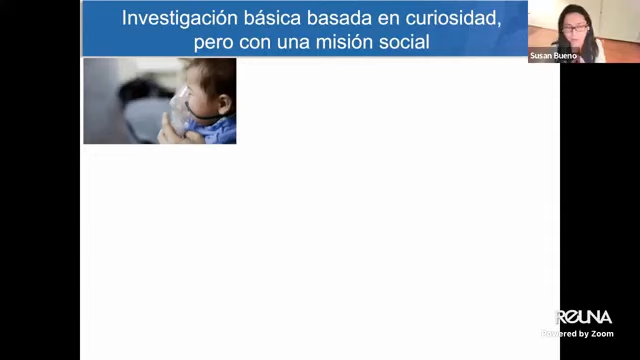 Investigación básica basada en curiosidad,
pero con una misión social
Susan Bueno
REUNA
Powered by Zoom